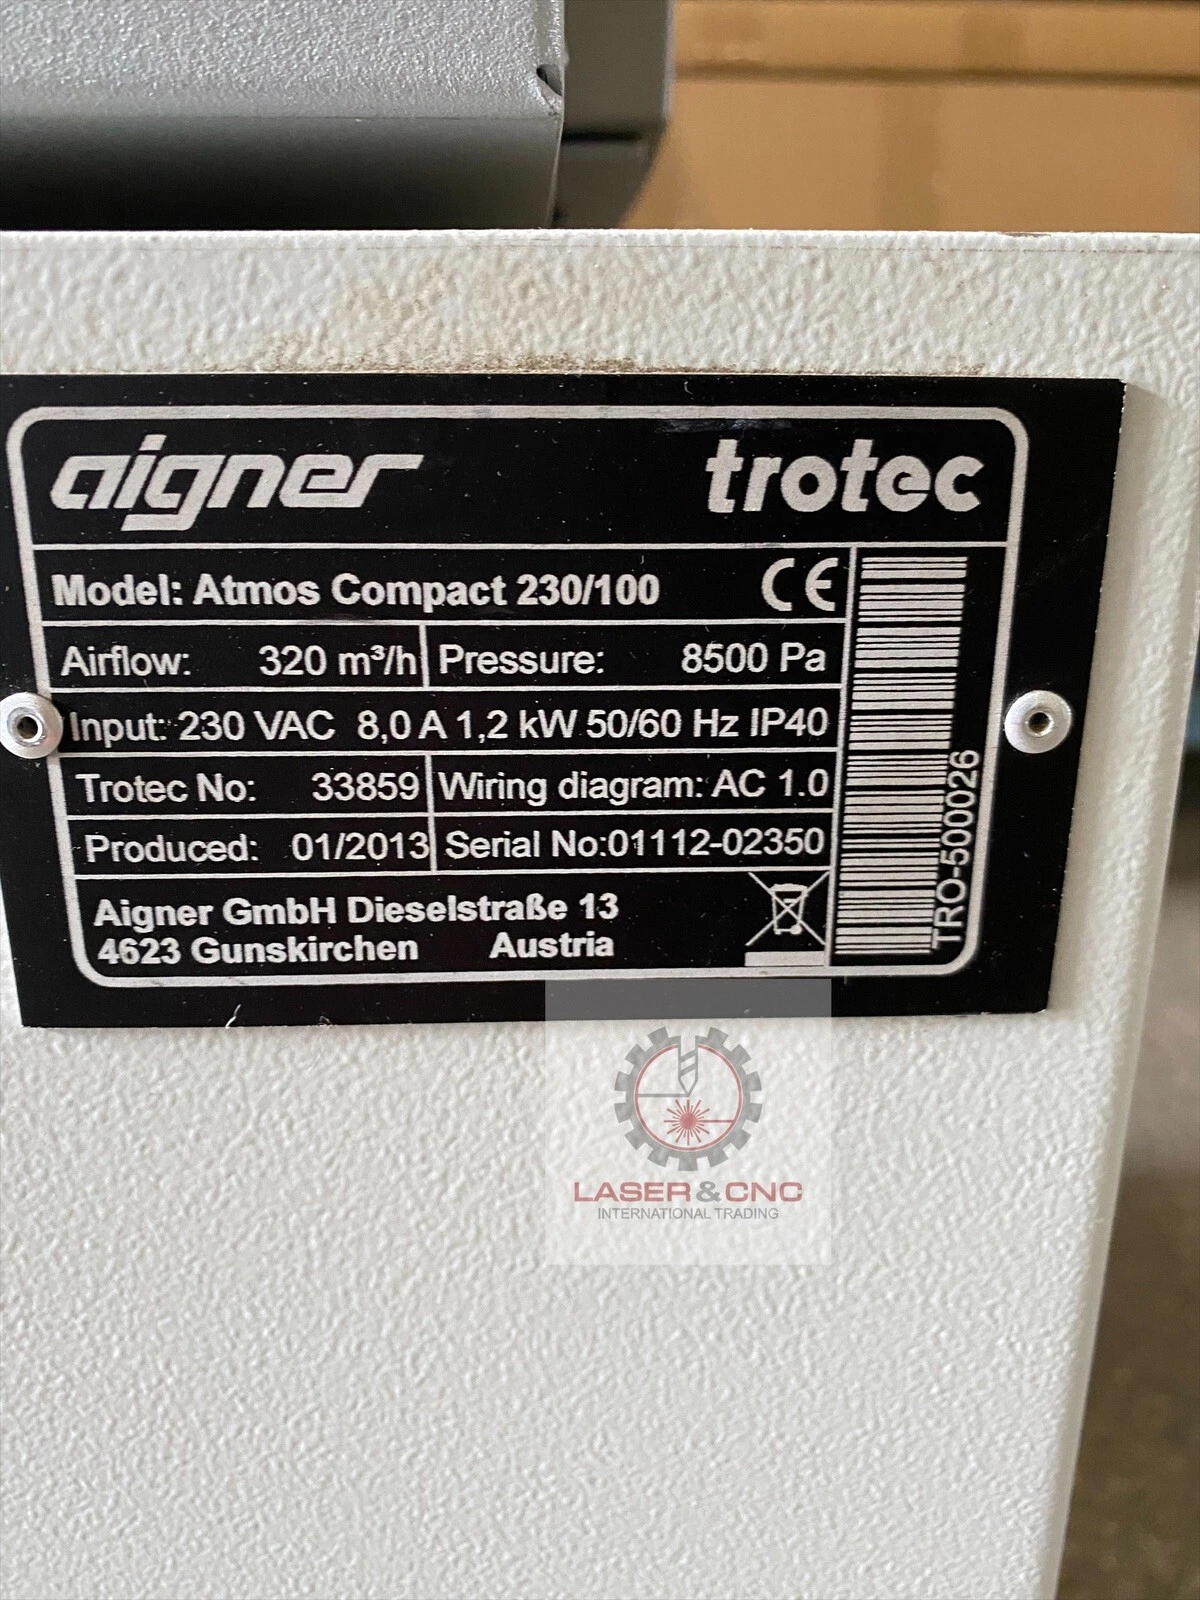 aigner trotec
Model: Atmos Compact 230/100 CE
Airflow: 320 m³/h Pressure: 8500 Pa
Input: 230 VAC 8,0 A 1,2 kW 50/60 Hz IP40
Trotec No: 33859 Wiring diagram: AC 1.0
Produced: 01/2013 Serial No:01112-02350
Aigner GmbH Dieselstraße 13
4623 Gunskirchen Austria
TRO-500026
LASER & CNC
INTERNATIONAL TRADING